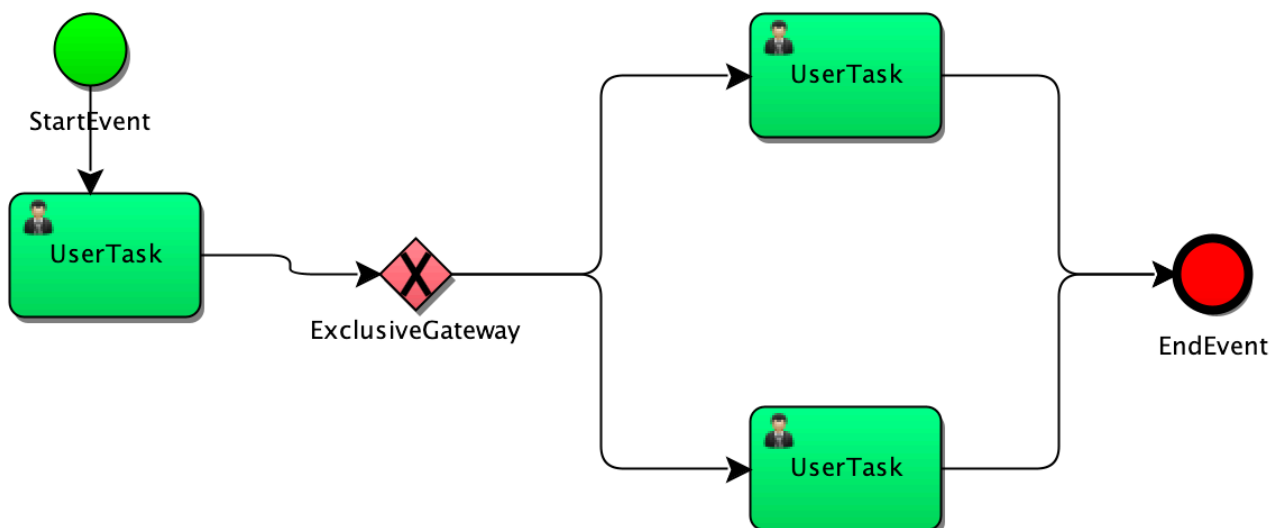 StartEvent
UserTask
ExclusiveGateway
UserTask
UserTask
EndEvent